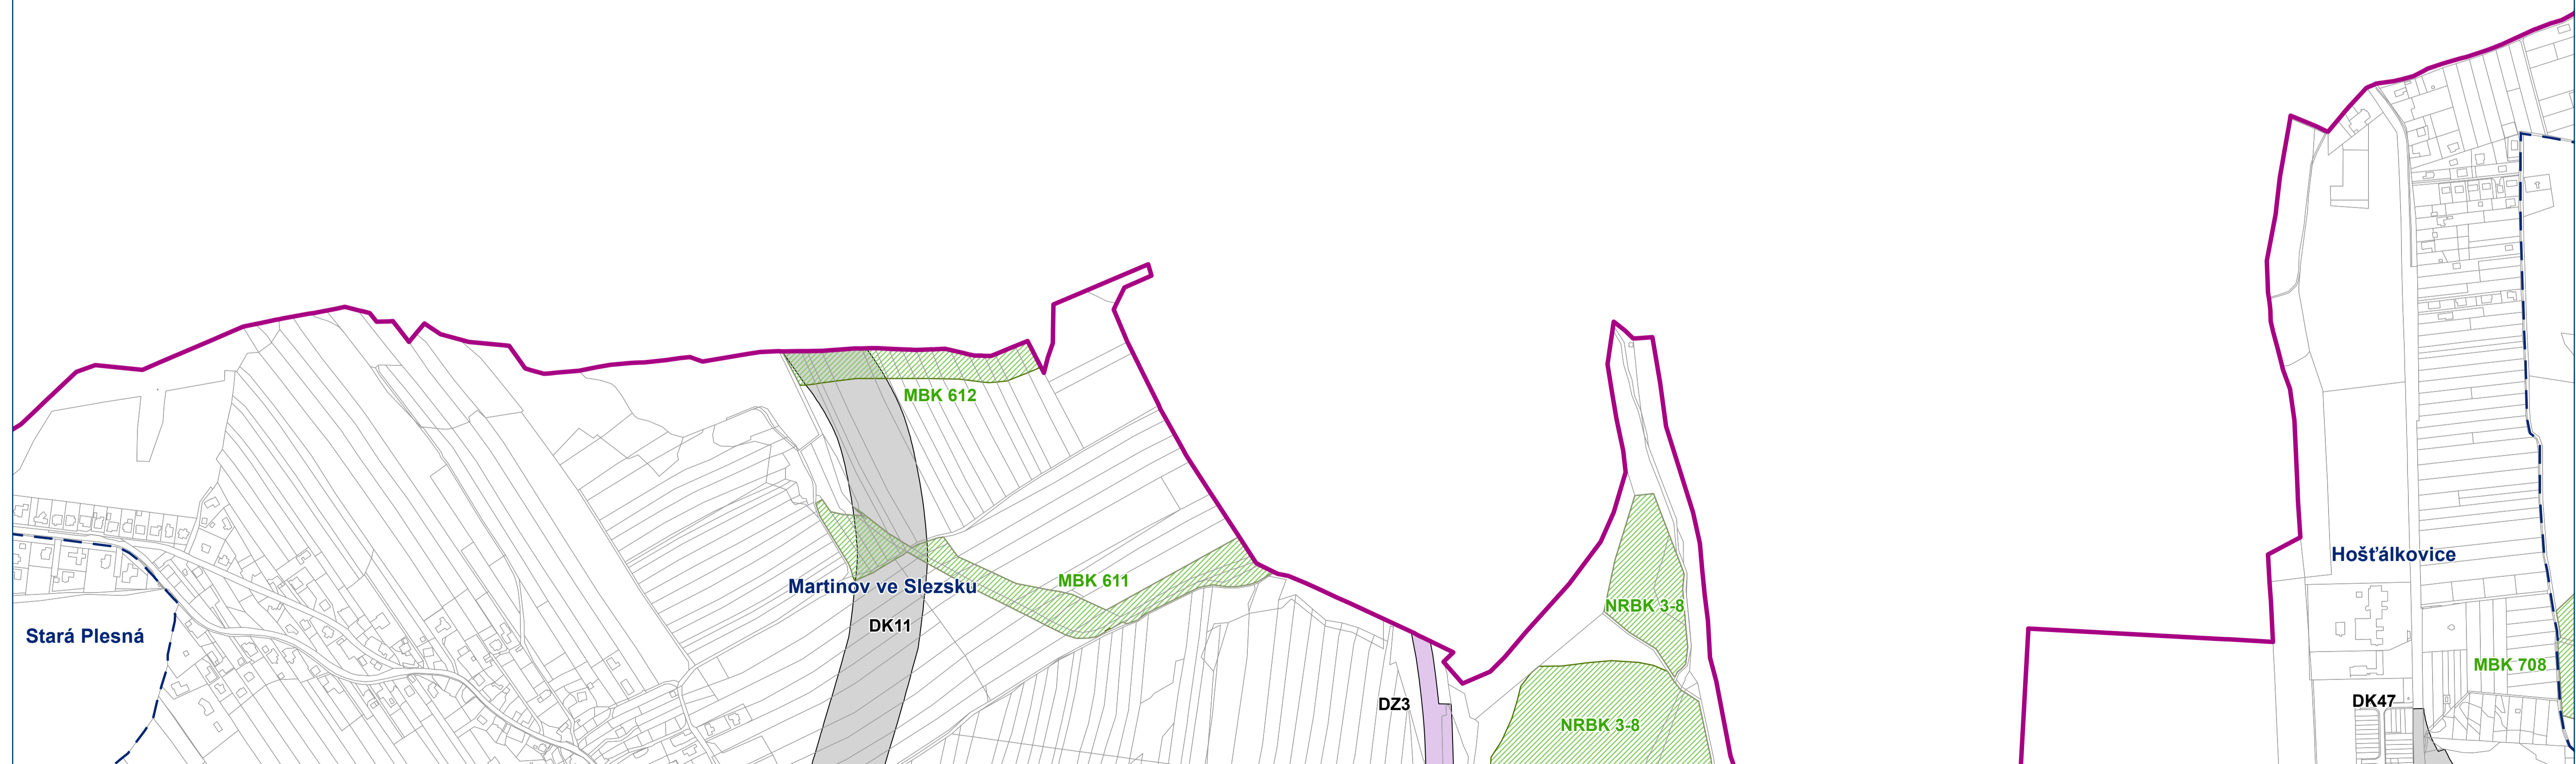 MBK 612
Hošťálkovice
MBK 611
Martinov ve Slezsku
NRBK 3-8
DK11
Stará Plesná
MBK 708
DZ3
DK47
NRBK 3-8